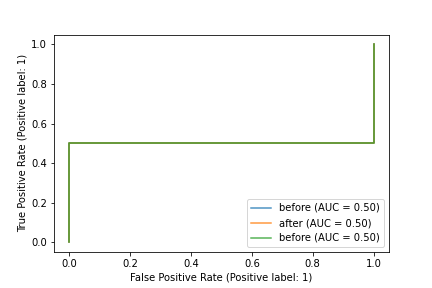 1.0
0.8
0.6
0.4
0.2
0.0
True Positive Rate (Positive label: 1)
before (AUC = 0.50)
after (AUC = 0.50)
before (AUC = 0.50)
0.0 0.2 0.4 0.6 0.8 1.0
False Positive Rate (Positive label: 1)